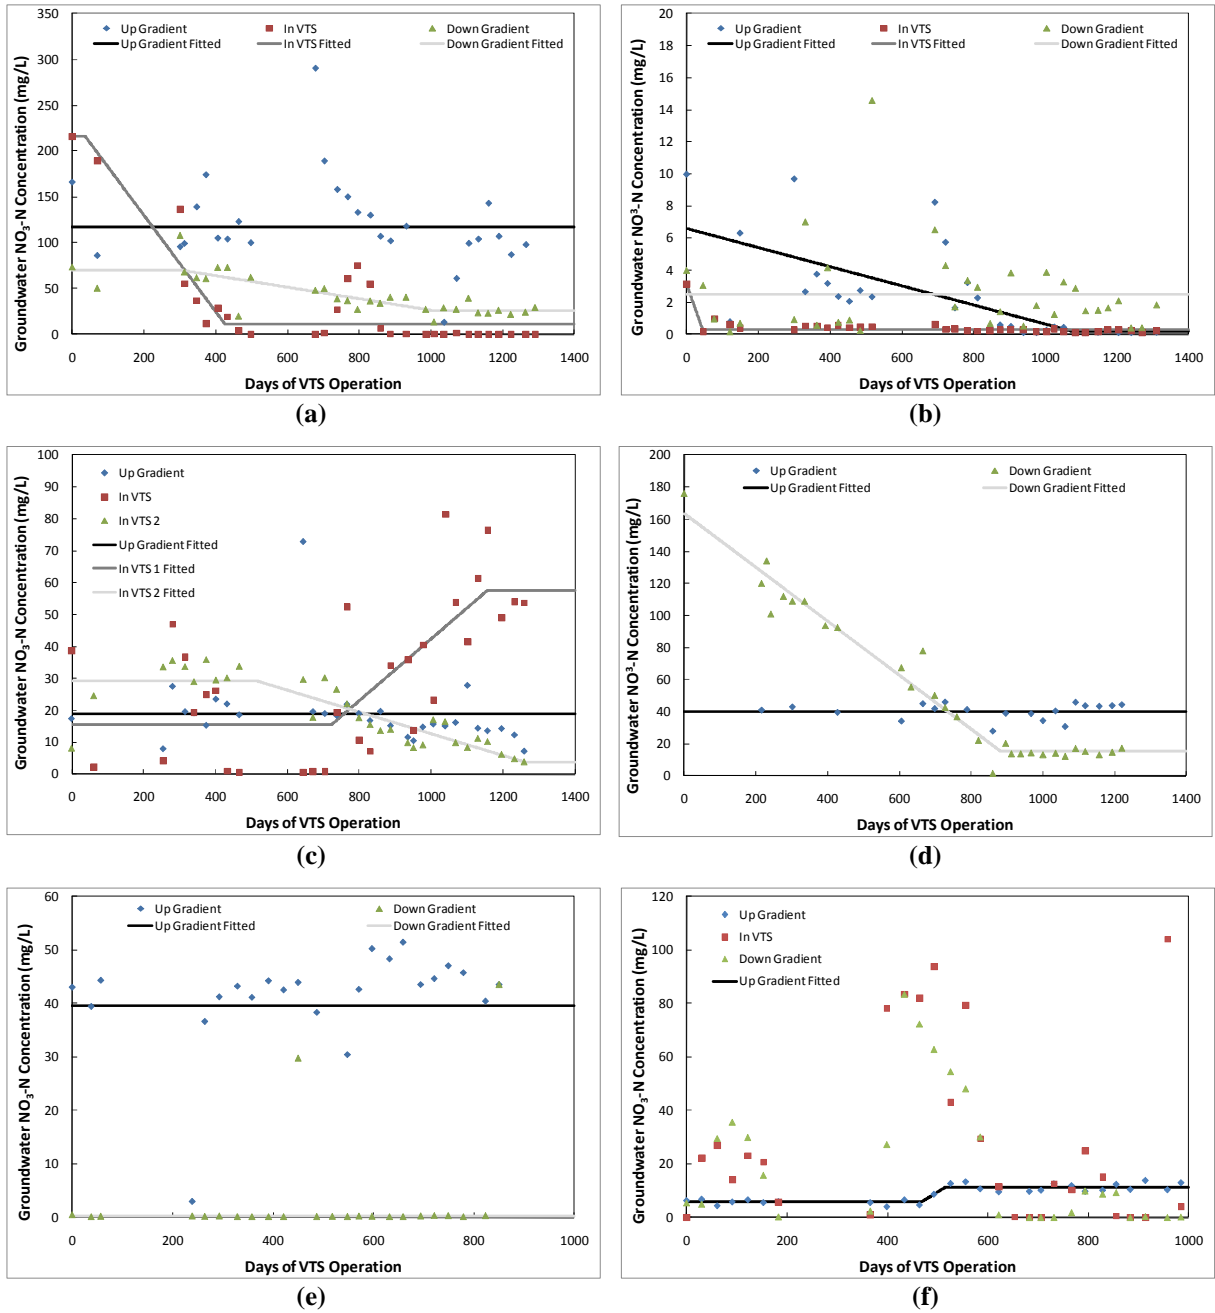 Up Gradient
In VTS
Down Gradient
Up Gradient Fitted
In VTS Fitted
Down Gradient Fitted
Groundwater NO₃-N Concentration (mg/L)
350
300
250
200
150
100
50
0
0 200 400 600 800 1000 1200 1400
Days of VTS Operation
(a)
Up Gradient
In VTS
Down Gradient
Up Gradient Fitted
In VTS Fitted
Down Gradient Fitted
Groundwater NO³-N Concentration (mg/L)
20
18
16
14
12
10
8
6
4
2
0
0 200 400 600 800 1000 1200 1400
Days of VTS Operation
(b)
Up Gradient
In VTS
In VTS 2
Up Gradient Fitted
In VTS 1 Fitted
In VTS 2 Fitted
Groundwater NO₃-N Concentration (mg/L)
100
90
80
70
60
50
40
30
20
10
0
0 200 400 600 800 1000 1200 1400
Days of VTS Operation
(c)
Up Gradient
Down Gradient
Up Gradient Fitted
Down Gradient Fitted
Groundwater NO³-N Concentration (mg/L)
200
180
160
140
120
100
80
60
40
20
0
0 200 400 600 800 1000 1200 1400
Days of VTS Operation
(d)
Up Gradient
Down Gradient
Up Gradient Fitted
Down Gradient Fitted
Groundwater NO₃-N Concentration (mg/L)
60
50
40
30
20
10
0
0 200 400 600 800 1000
Days of VTS Operation
(e)
Up Gradient
In VTS
Down Gradient
Up Gradient Fitted
Groundwater NO₃-N Concentration (mg/L)
120
100
80
60
40
20
0
0 200 400 600 800 1000
Days of VTS Operation
(f)